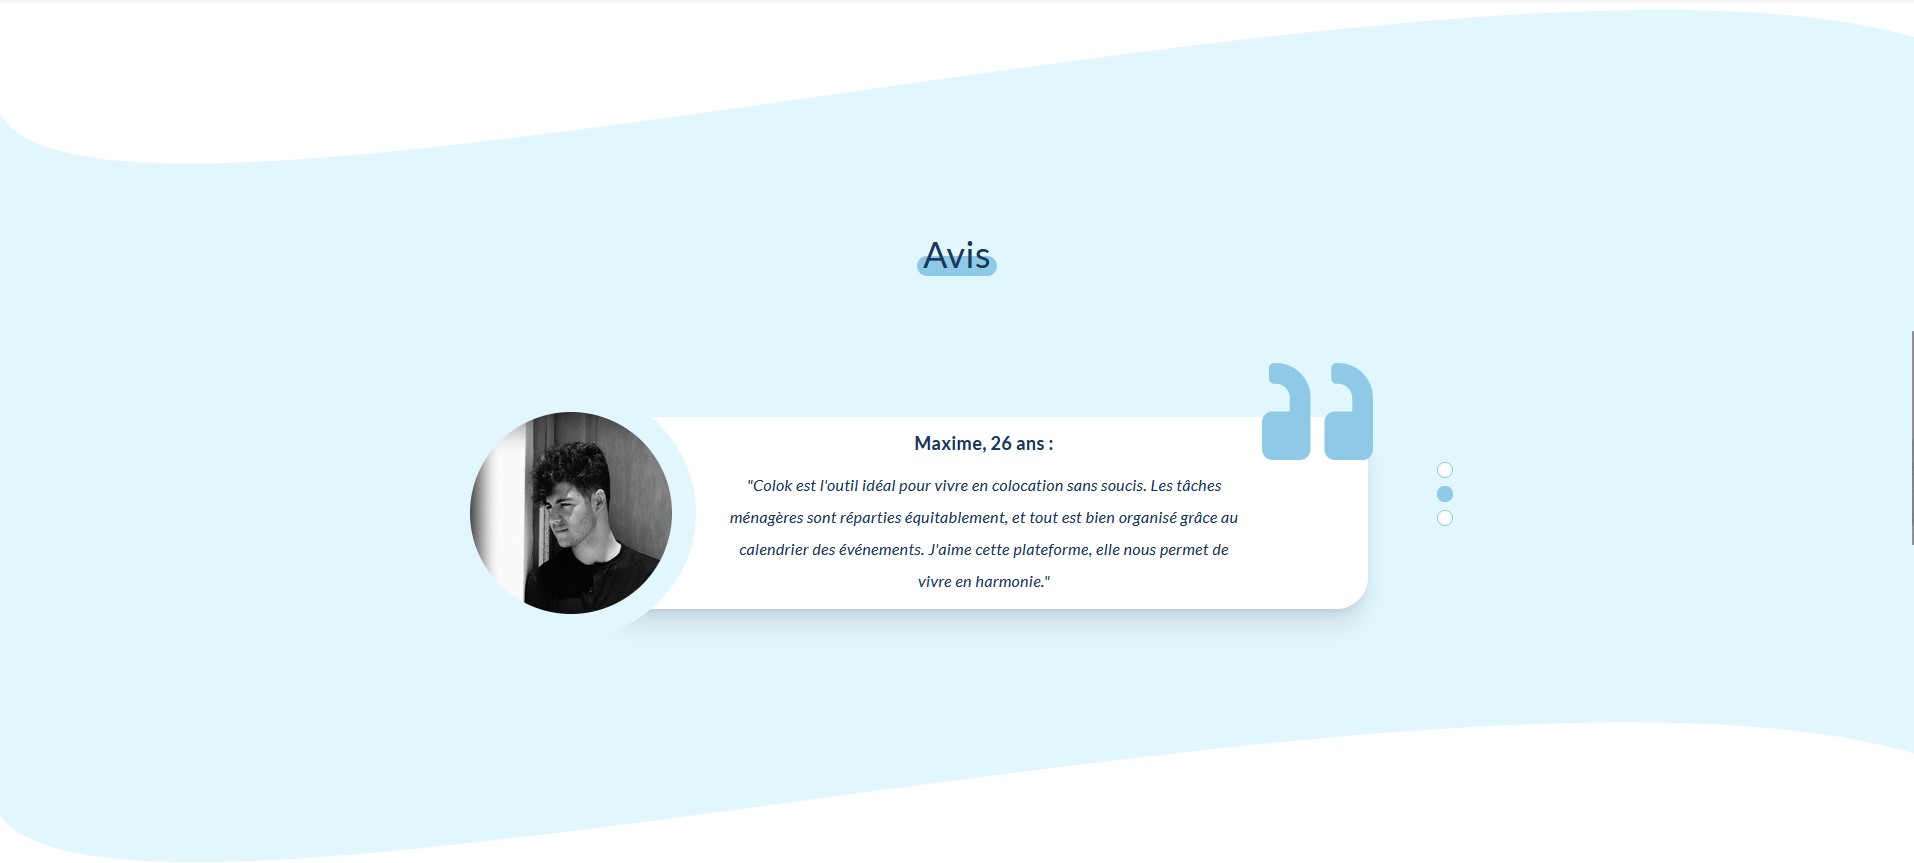 Avis
Maxime, 26 ans :
"Colok est l'outil idéal pour vivre en colocation sans soucis. Les tâches
ménagères sont réparties équitablement, et tout est bien organisé grâce au
calendrier des événements. J'aime cette plateforme, elle nous permet de
vivre en harmonie."